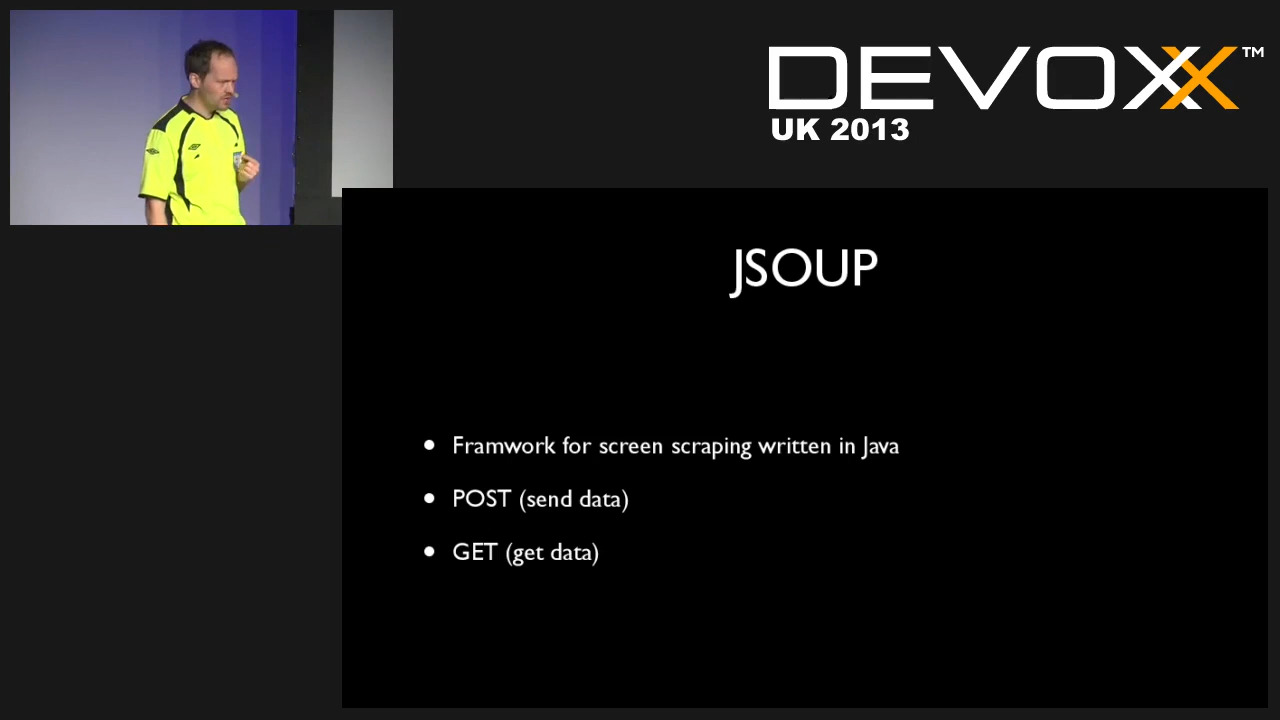 DEVOXX™
UK 2013
JSOUP
• Framwork for screen scraping written in Java
• POST (send data)
• GET (get data)